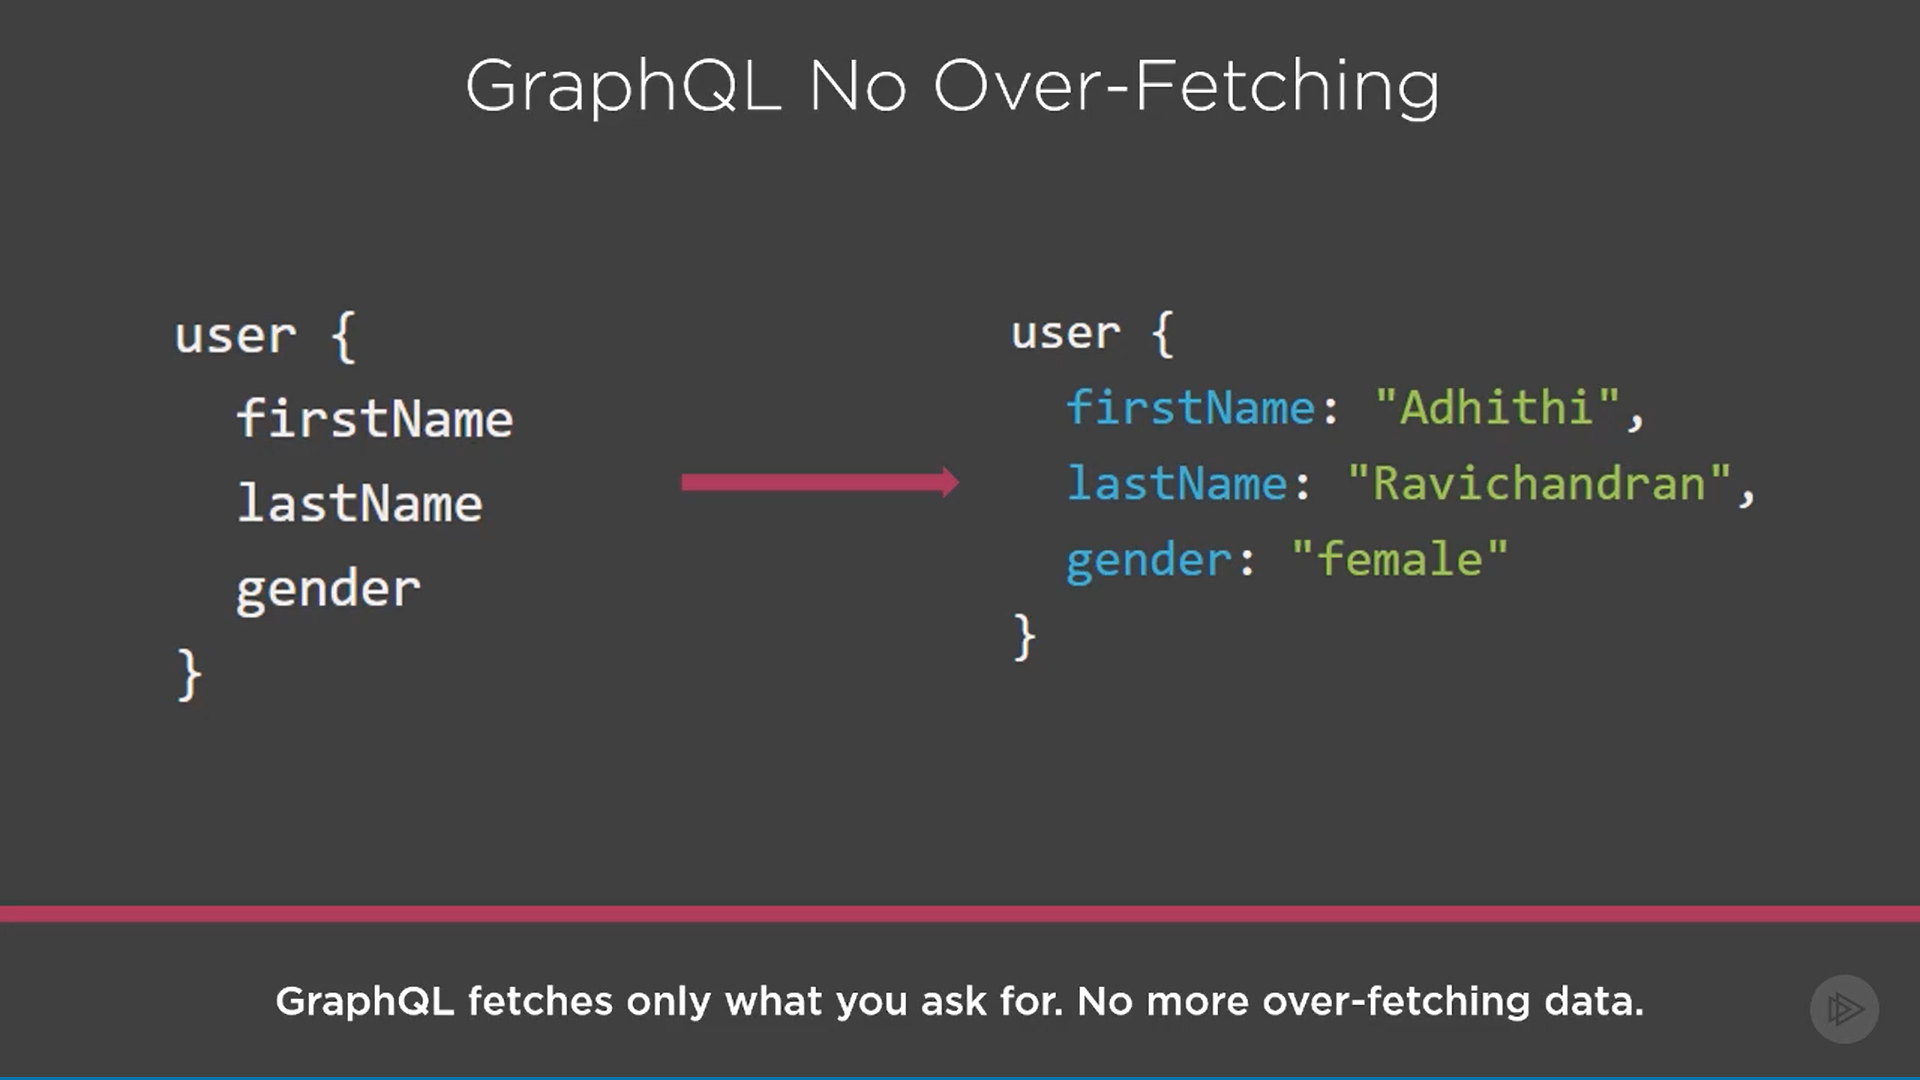 GraphQL No Over-Fetching
user {
firstName
lastName
gender
}
user {
firstName: "Adhithi",
lastName: "Ravichandran",
gender: "female"
}
GraphQL fetches only what you ask for. No more over-fetching data.